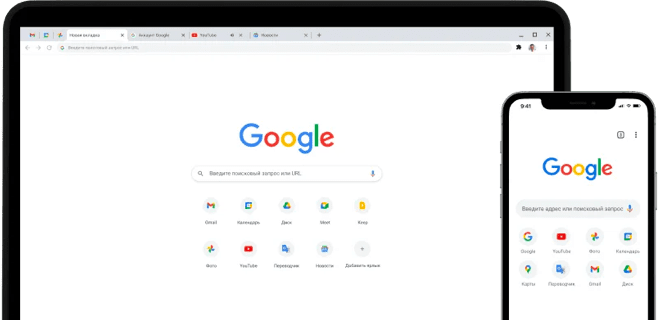 Новая вкладка
Аккаунт Google
YouTube
Новости
Введите поисковый запрос или URL
Google
Введите поисковый запрос или URL
Gmail
Календарь
Диск
Meet
Keep
Фото
YouTube
Переводчик
Новости
Добавить ярлык
9:41
Google
Введите адрес или поисковый запрос
Google
YouTube
Фото
Календарь
Карты
Переводчик
Gmail
Диск